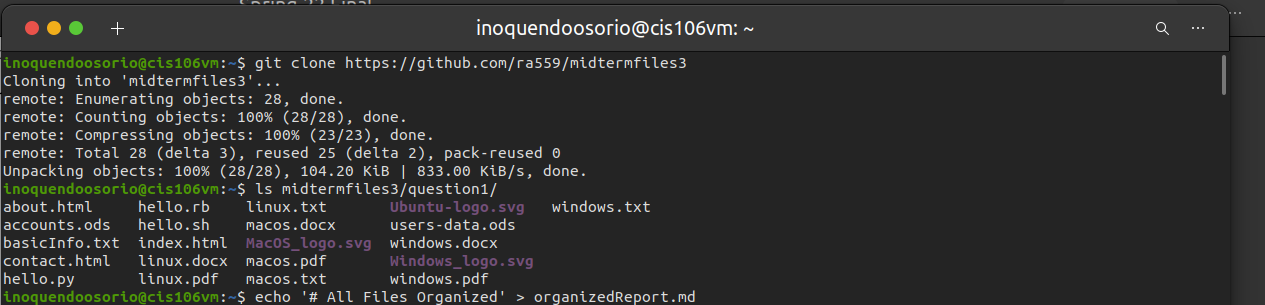 Spring 22 Final
inoquendoosorio@cis106vm: ~
inoquendoosorio@cis106vm:~$ git clone https://github.com/ra559/midtermfiles3
Cloning into 'midtermfiles3'...
remote: Enumerating objects: 28, done.
remote: Counting objects: 100% (28/28), done.
remote: Compressing objects: 100% (23/23), done.
remote: Total 28 (delta 3), reused 25 (delta 2), pack-reused 0
Unpacking objects: 100% (28/28), 104.20 KiB | 833.00 KiB/s, done.
inoquendoosorio@cis106vm:~$ ls midtermfiles3/question1/
about.html     hello.rb    linux.txt       Ubuntu-logo.svg   windows.txt
accounts.ods   hello.sh    macos.docx      users-data.ods
basicInfo.txt  index.html  MacOS_logo.svg  windows.docx
contact.html   linux.docx  macos.pdf       Windows_logo.svg
hello.py       linux.pdf   macos.txt       windows.pdf
inoquendoosorio@cis106vm:~$ echo '# All Files Organized' > organizedReport.md